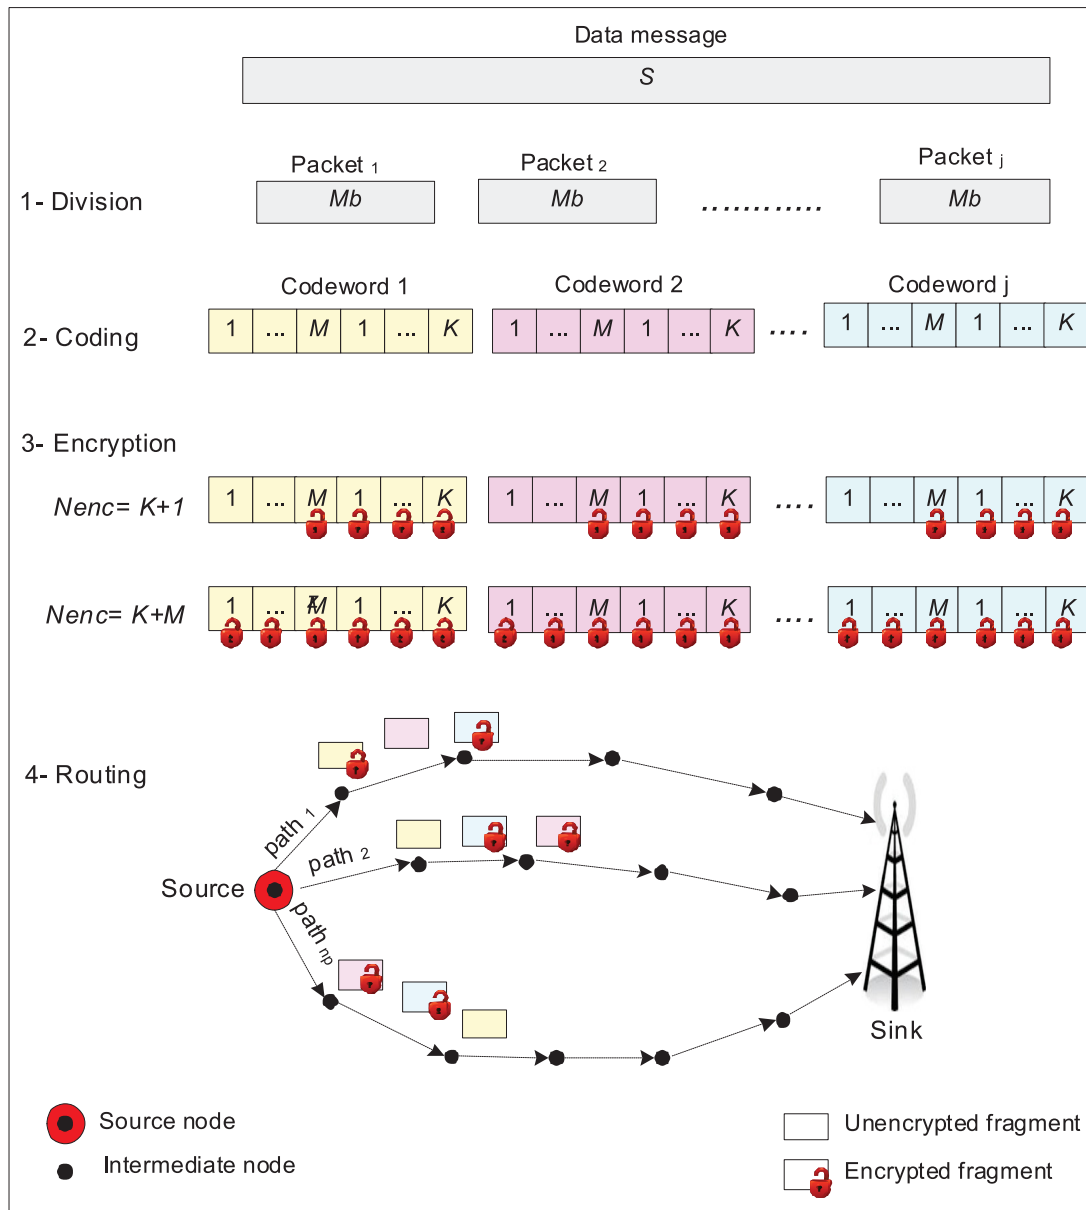 Data message
S
Packet 1 Packet 2 Packet j
1- Division Mb Mb ............. Mb
Codeword 1 Codeword 2 Codeword j
2- Coding 1 ... M 1 ... K 1 ... M 1 ... K .... 1 ... M 1 ... K
3- Encryption
Nenc= K+1 1 ... M 1 ... K 1 ... M 1 ... K .... 1 ... M 1 ... K
Nenc= K+M 1 ... M 1 ... K 1 ... M 1 ... K .... 1 ... M 1 ... K
4- Routing
path 1
path 2
Source
path np
Sink
Source node
Unencrypted fragment
Intermediate node
Encrypted fragment